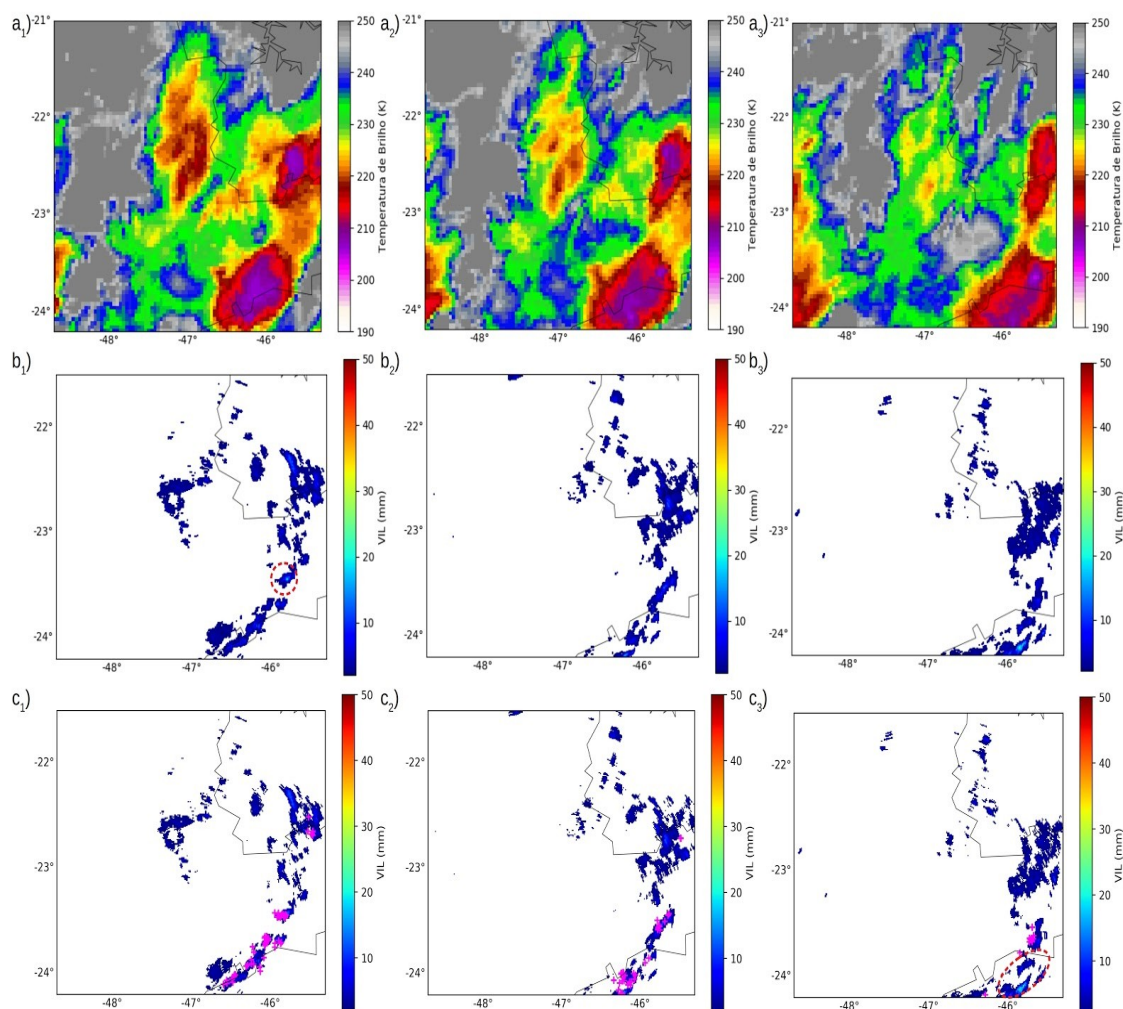 a1) a2) a3)
-21° -21° -21°
-22° -22° -22°
-23° -23° -23°
-24° -24° -24°
-48° -47° -46° -48° -47° -46° -48° -47° -46°
250 240 230 220 210 200 190
Temperatura de Brilho (K)
250 240 230 220 210 200 190
Temperatura de Brilho (K)
250 240 230 220 210 200 190
Temperatura de Brilho (K)
b1) b2) b3)
-22° -22° -22°
-23° -23° -23°
-24° -24° -24°
-48° -47° -46° -48° -47° -46° -48° -47° -46°
50 40 30 20 10
VIL (mm)
50 40 30 20 10
VIL (mm)
50 40 30 20 10
VIL (mm)
c1) c2) c3)
-22° -22° -22°
-23° -23° -23°
-24° -24° -24°
-48° -47° -46° -48° -47° -46° -48° -47° -46°
50 40 30 20 10
VIL (mm)
50 40 30 20 10
VIL (mm)
50 40 30 20 10
VIL (mm)